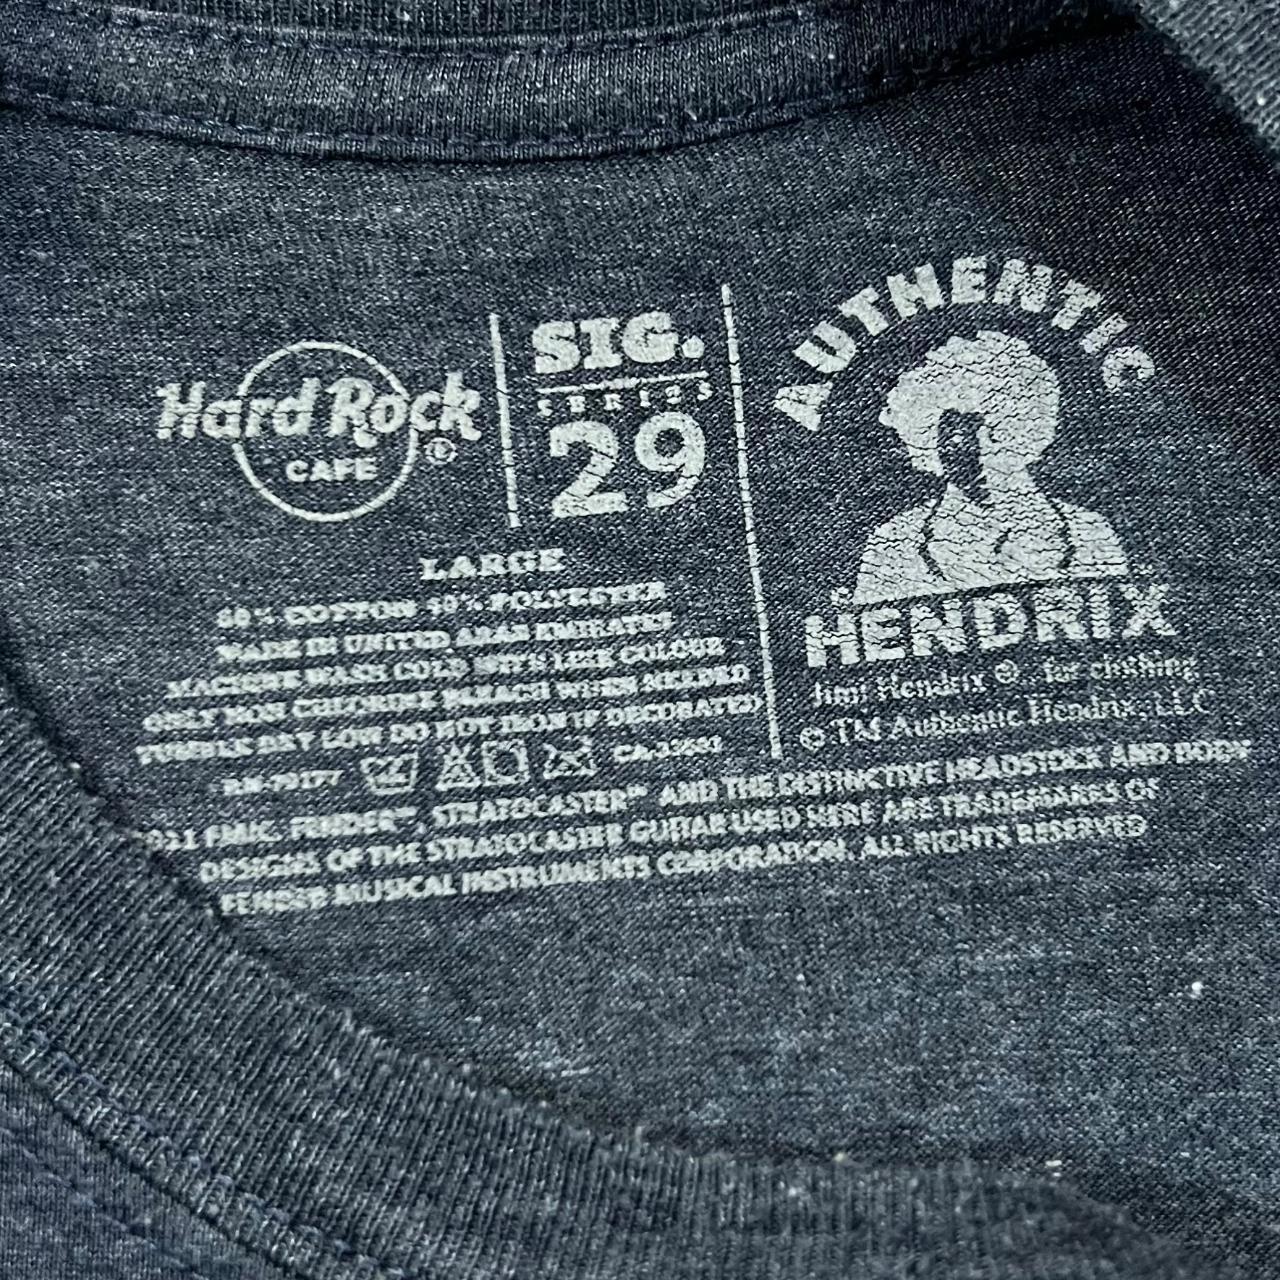 Hard Rock
CAFE
®
SIG.
SERIES
29
AUTHENTIC
HENDRIX
Jimi Hendrix ® for clothing
© TM Authentic Hendrix, LLC
LARGE
60% COTTON 40% POLYESTER
MADE IN UNITED ARAB EMIRATES
MACHINE WASH COLD WITH LIKE COLOUR
ONLY NON CHLORINE BLEACH WHEN NEEDED
TUMBLE DRY LOW DO NOT IRON IF DECORATED
FMIC. FENDER™, STRATOCASTER™ AND THE DISTINCTIVE HEADSTOCK AND BODY
DESIGNS OF THE STRATOCASTER GUITAR USED HERE ARE TRADEMARKS OF
FENDER MUSICAL INSTRUMENTS CORPORATION. ALL RIGHTS RESERVED